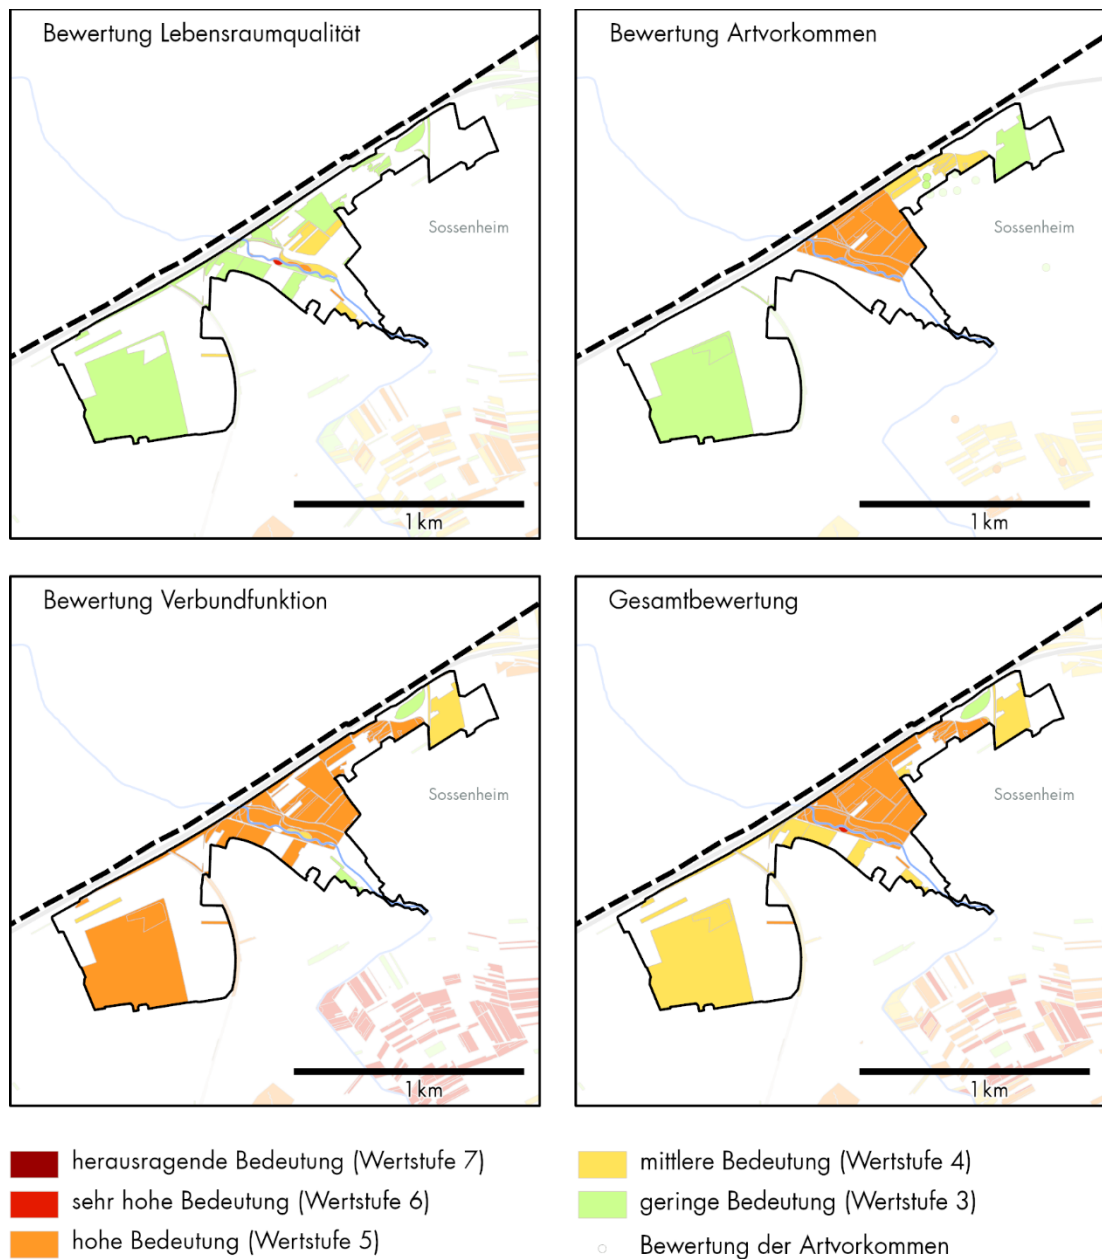 Bewertung Lebensraumqualität
Sossenheim
1 km
Bewertung Artvorkommen
Sossenheim
1 km
Bewertung Verbundfunktion
Sossenheim
1 km
Gesamtbewertung
Sossenheim
1 km
herausragende Bedeutung (Wertstufe 7)
sehr hohe Bedeutung (Wertstufe 6)
hohe Bedeutung (Wertstufe 5)
mittlere Bedeutung (Wertstufe 4)
geringe Bedeutung (Wertstufe 3)
Bewertung der Artvorkommen